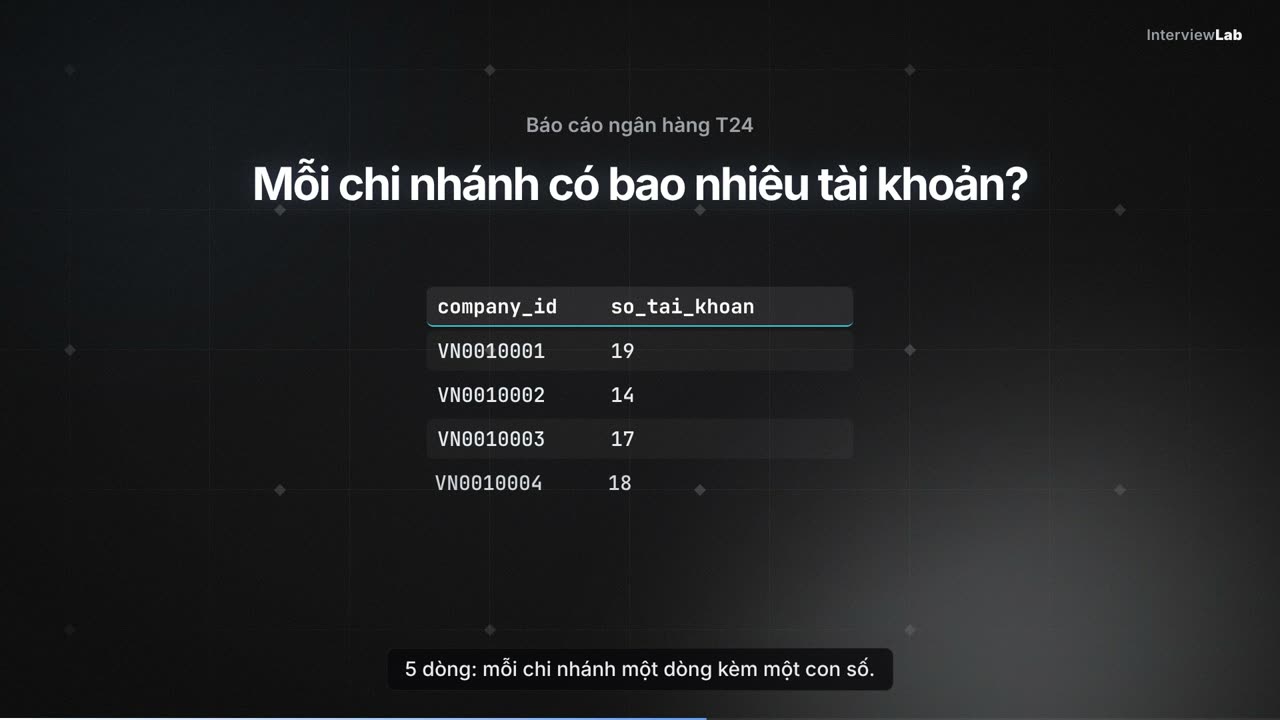 InterviewLab
Báo cáo ngân hàng T24
Mỗi chi nhánh có bao nhiêu tài khoản?
company_id so_tai_khoan
VN0010001 19
VN0010002 14
VN0010003 17
VN0010004 18
5 dòng: mỗi chi nhánh một dòng kèm một con số.